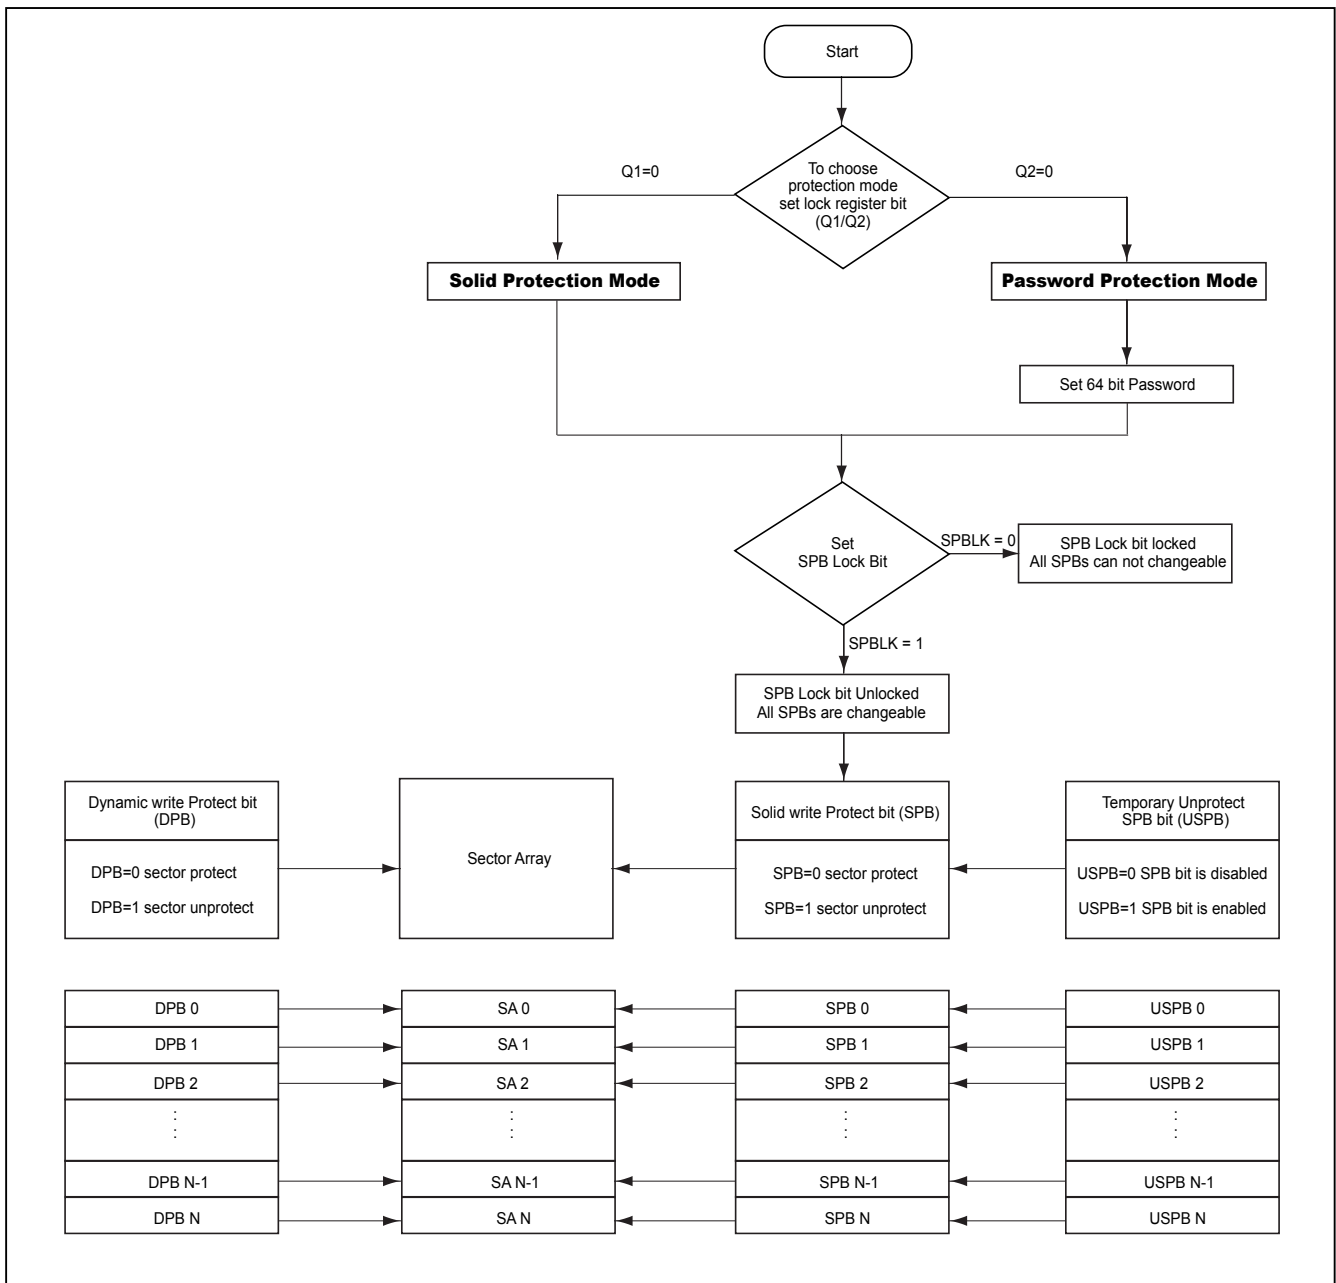 Start
To choose
protection mode
set lock register bit
(Q1/Q2)
Q1=0
Q2=0
Solid Protection Mode
Password Protection Mode
Set 64 bit Password
Set
SPB Lock Bit
SPBLK = 0
SPB Lock bit locked
All SPBs can not changeable
SPBLK = 1
SPB Lock bit Unlocked
All SPBs are changeable
Dynamic write Protect bit
(DPB)
DPB=0 sector protect
DPB=1 sector unprotect
Sector Array
Solid write Protect bit (SPB)
SPB=0 sector protect
SPB=1 sector unprotect
Temporary Unprotect
SPB bit (USPB)
USPB=0 SPB bit is disabled
USPB=1 SPB bit is enabled
DPB 0
SA 0
SPB 0
USPB 0
DPB 1
SA 1
SPB 1
USPB 1
DPB 2
SA 2
SPB 2
USPB 2
DPB N-1
SA N-1
SPB N-1
USPB N-1
DPB N
SA N
SPB N
USPB N